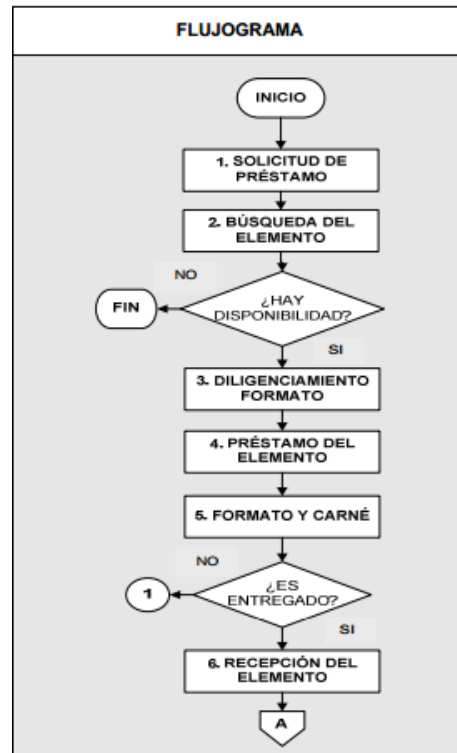 FLUJOGRAMA
INICIO
1. SOLICITUD DE
PRÉSTAMO
2. BÚSQUEDA DEL
ELEMENTO
NO
FIN
¿HAY
DISPONIBILIDAD?
SI
3. DILIGENCIAMIENTO
FORMATO
4. PRÉSTAMO DEL
ELEMENTO
5. FORMATO Y CARNÉ
NO
1
¿ES
ENTREGADO?
SI
6. RECEPCIÓN DEL
ELEMENTO
A